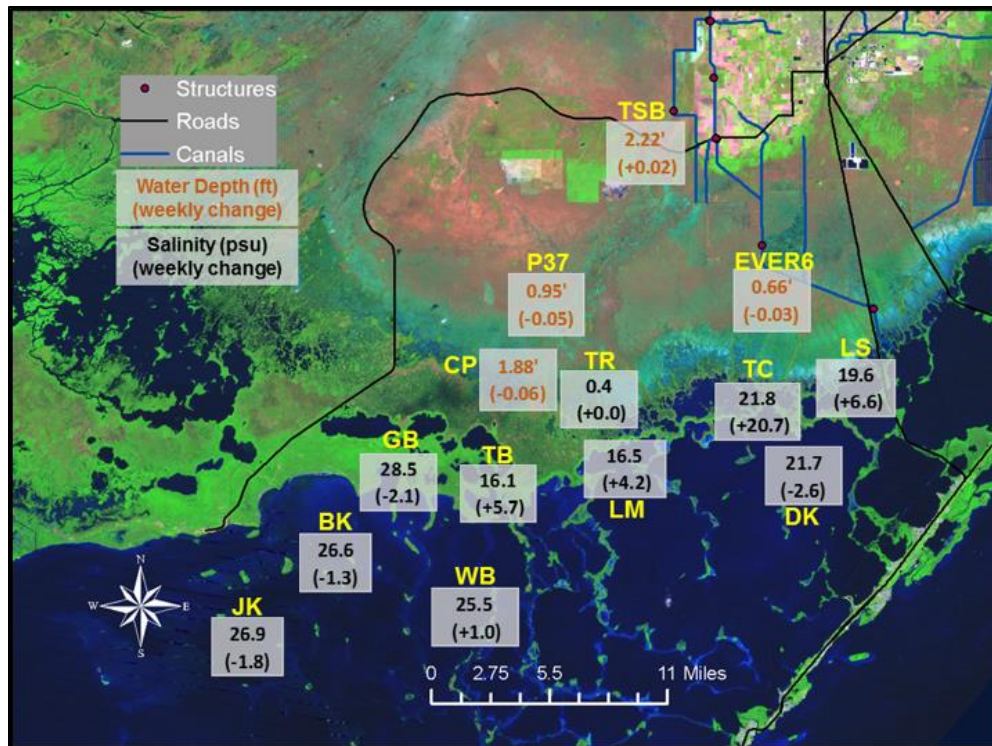 Structures
Roads
Canals
Water Depth (ft)
(weekly change)
Salinity (psu)
(weekly change)
TSB
2.22'
(+0.02)
P37
0.95'
(-0.05)
EVER6
0.66'
(-0.03)
CP
1.88'
(-0.06)
TR
0.4
(+0.0)
TC
21.8
(+20.7)
LS
19.6
(+6.6)
GB
28.5
(-2.1)
TB
16.1
(+5.7)
16.5
(+4.2)
LM
21.7
(-2.6)
DK
BK
26.6
(-1.3)
WB
25.5
(+1.0)
JK
26.9
(-1.8)
N
W E
S
0 2.75 5.5 11 Miles